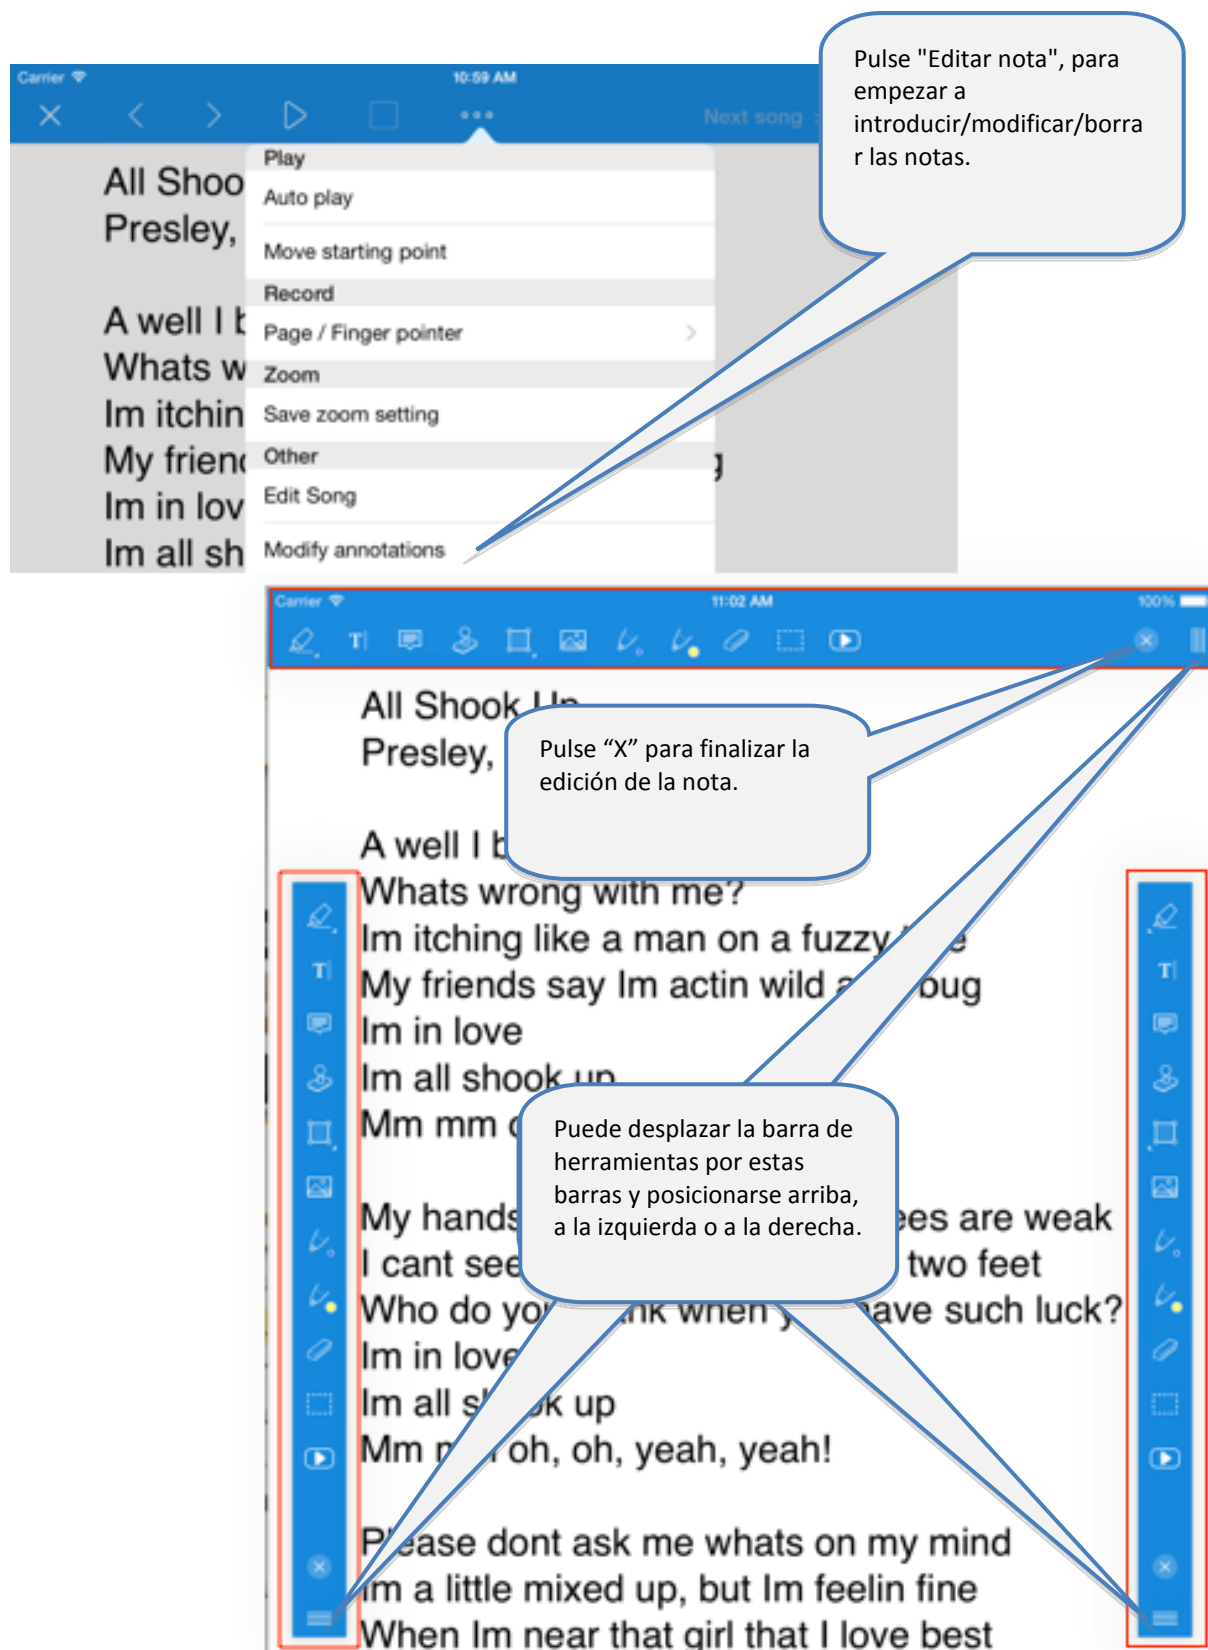 Carrier 10:59 AM
Next song
Pulse "Editar nota", para
empezar a
introducir/modificar/borra
r las notas.
All Shoo
Presley,
A well I b
Whats w
Im itchin
My frien
Im in lov
Im all sh
g
Play
Auto play
Move starting point
Record
Page / Finger pointer
Zoom
Save zoom setting
Other
Edit Song
Modify annotations
Carrier 11:02 AM 100%
T
All Shook Up
Presley,
Pulse “X” para finalizar la
edición de la nota.
A well I b
Whats wrong with me?
Im itching like a man on a fuzzy
My friends say Im actin wild a bug
Im in love
Im all shook up
Mm mm
Puede desplazar la barra de
herramientas por estas
barras y posicionarse arriba,
a la izquierda o a la derecha.
My hands ees are weak
I cant see two feet
Who do yo nk when y ave such luck?
Im in love
Im all shook up
Mm m oh, oh, yeah, yeah!
Please dont ask me whats on my mind
Im a little mixed up, but Im feelin fine
When Im near that girl that I love best
T
T